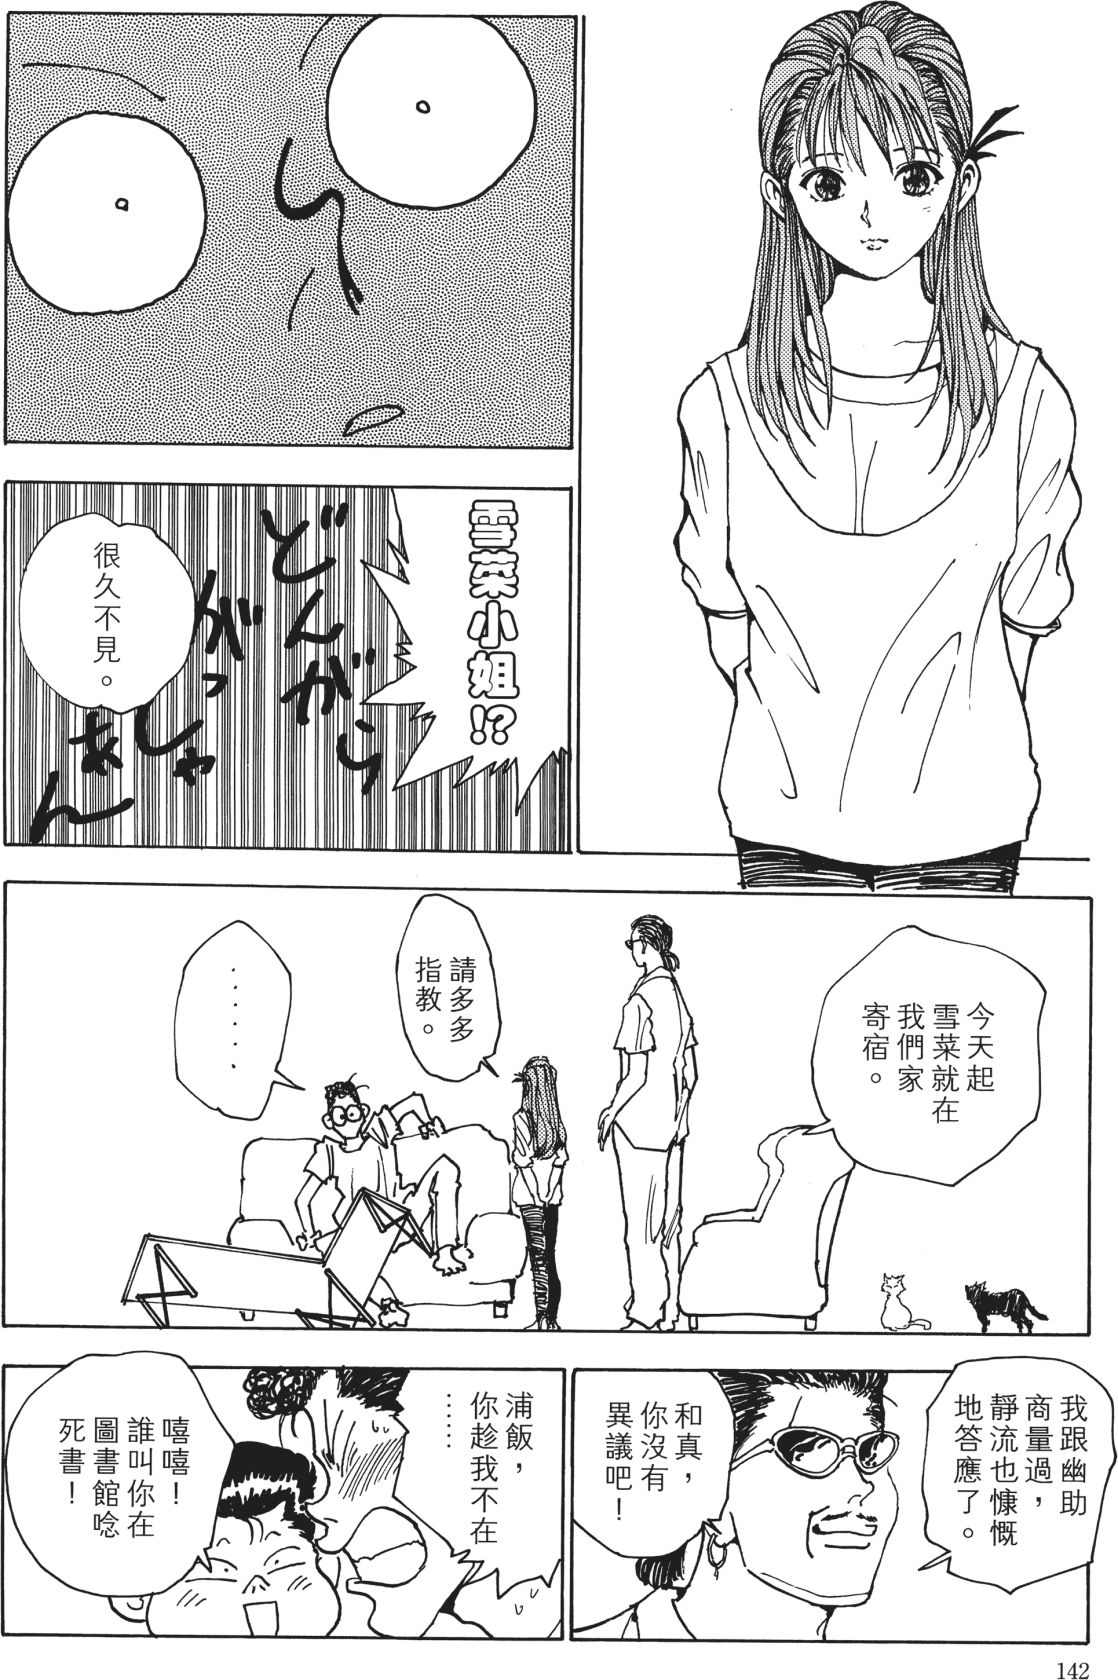 雪菜小姐!?
どんがら
がっしゃ
あん
很久不見。
今天起
雪菜就在
我們家
寄宿。
請多多
指教。
······
我跟幽助
商量過，
靜流也慷慨
地答應了。
和真，
你沒有
異議吧！
浦飯，
你趁我不在
······
嘻嘻！
誰叫你在
圖書館唸
死書！
142